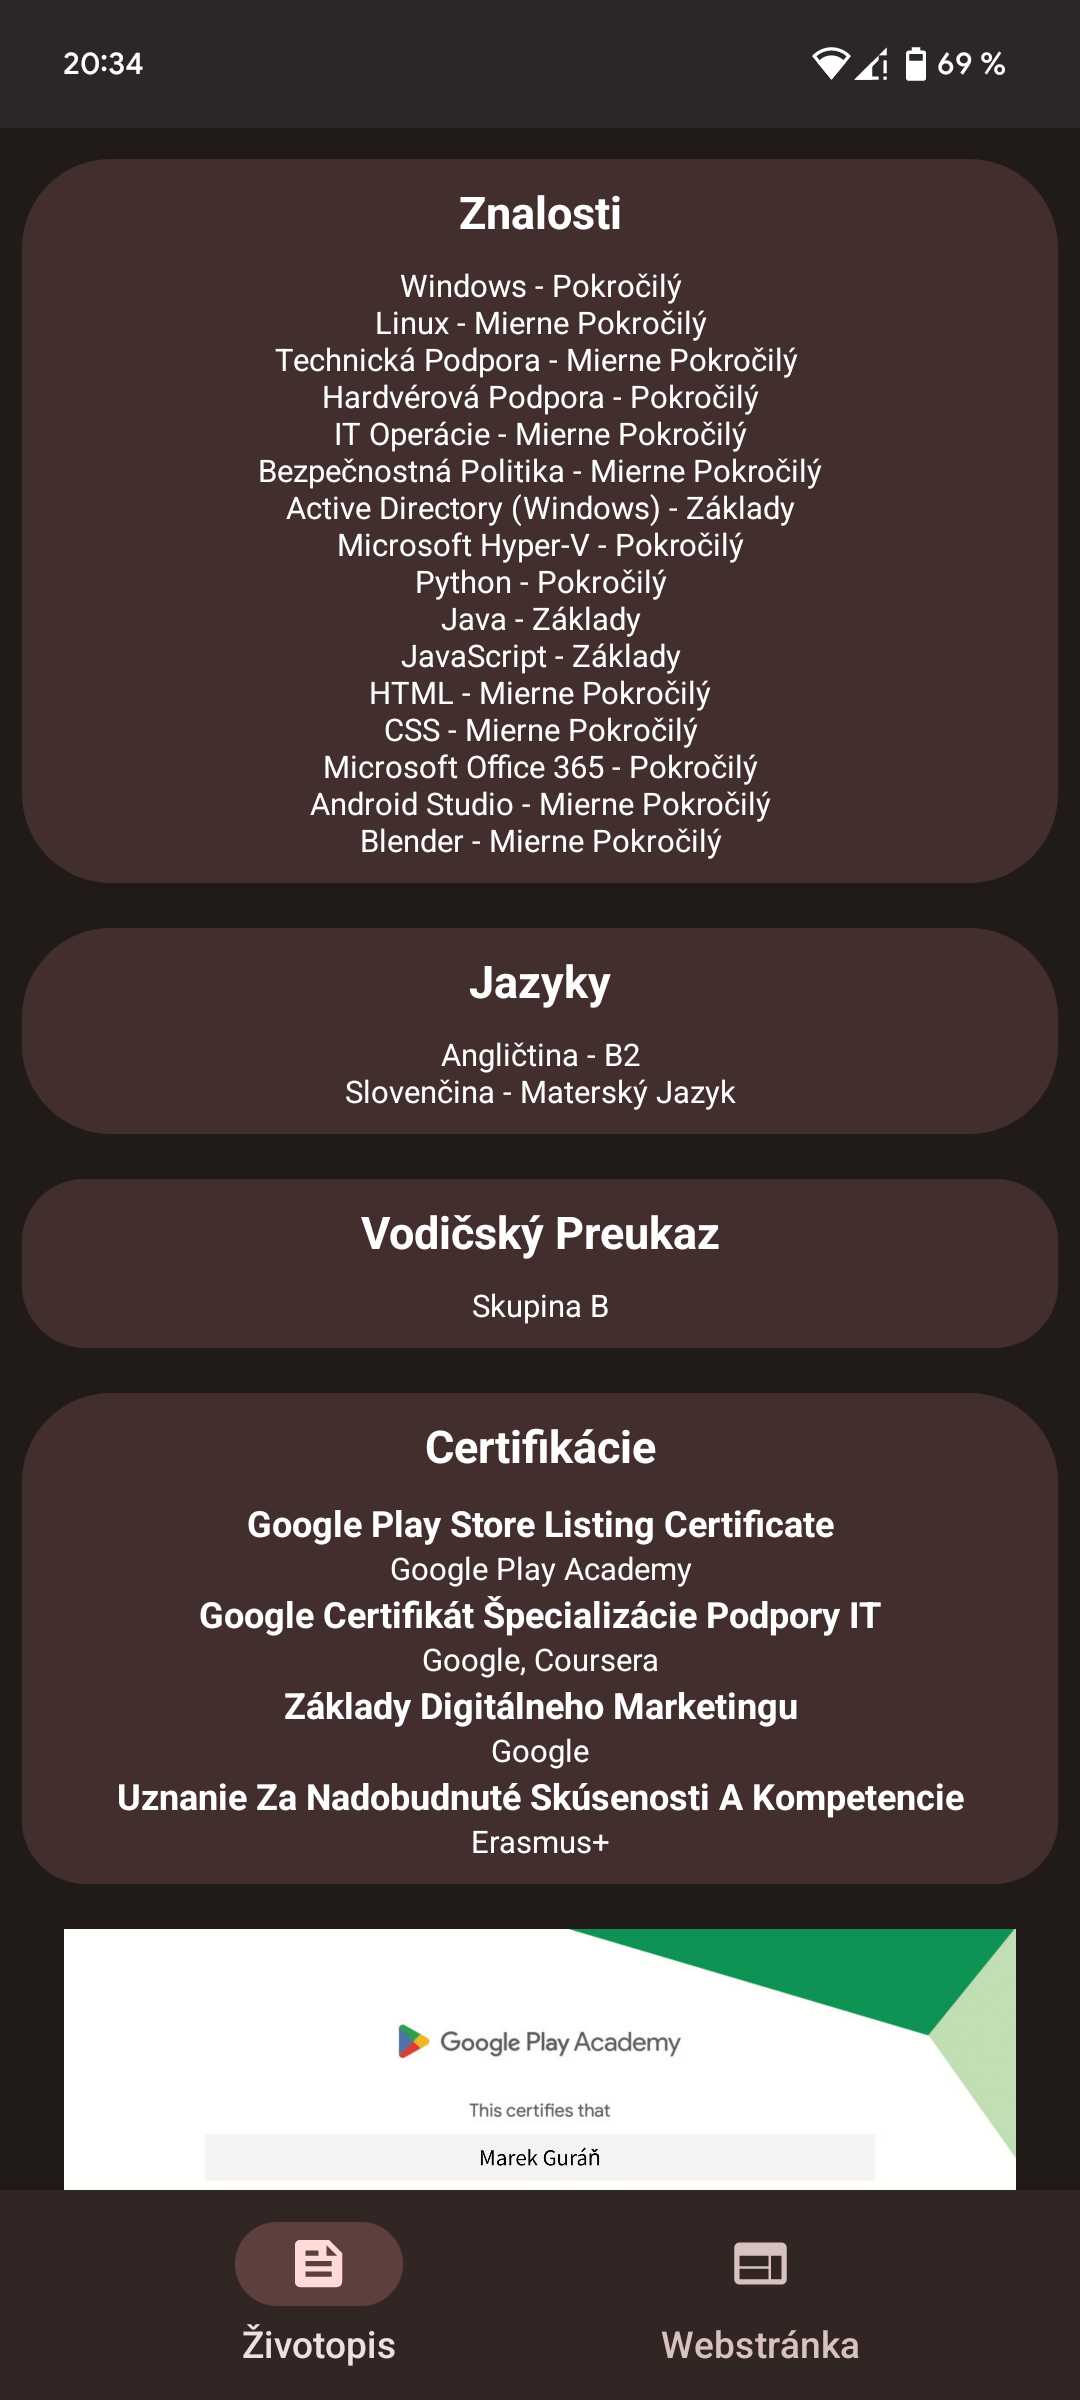 20:34
69 %
Znalosti
Windows - Pokročilý
Linux - Mierne Pokročilý
Technická Podpora - Mierne Pokročilý
Hardvérová Podpora - Pokročilý
IT Operácie - Mierne Pokročilý
Bezpečnostná Politika - Mierne Pokročilý
Active Directory (Windows) - Základy
Microsoft Hyper-V - Pokročilý
Python - Pokročilý
Java - Základy
JavaScript - Základy
HTML - Mierne Pokročilý
CSS - Mierne Pokročilý
Microsoft Office 365 - Pokročilý
Android Studio - Mierne Pokročilý
Blender - Mierne Pokročilý
Jazyky
Angličtina - B2
Slovenčina - Materský Jazyk
Vodičský Preukaz
Skupina B
Certifikácie
Google Play Store Listing Certificate
Google Play Academy
Google Certifikát Špecializácie Podpory IT
Google, Coursera
Základy Digitálneho Marketingu
Google
Uznanie Za Nadobudnuté Skúsenosti A Kompetencie
Erasmus+
Google Play Academy
This certifies that
Marek Guráň
Životopis
Webstránka